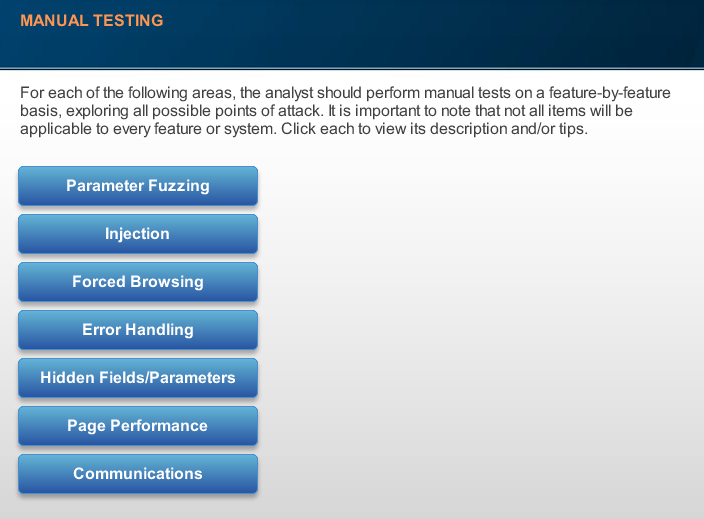 MANUAL TESTING
For each of the following areas, the analyst should perform manual tests on a feature-by-feature
basis, exploring all possible points of attack. It is important to note that not all items will be
applicable to every feature or system. Click each to view its description and/or tips.
Parameter Fuzzing
Injection
Forced Browsing
Error Handling
Hidden Fields/Parameters
Page Performance
Communications